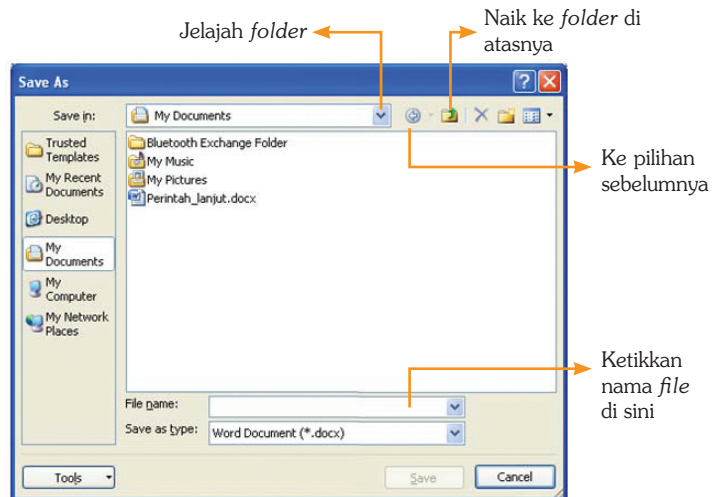 Jelajah folder
Naik ke folder di
atasnya
Save As
Save in:
My Documents
Trusted
Templates
My Recent
Documents
Desktop
My
Documents
My
Computer
My Network
Places
Bluetooth Exchange Folder
My Music
My Pictures
Perintah_lanjut.docx
Ke pilihan
sebelumnya
Ketikkan
nama file
di sini
File name:
Save as type:
Word Document (*.docx)
Tools
Save
Cancel